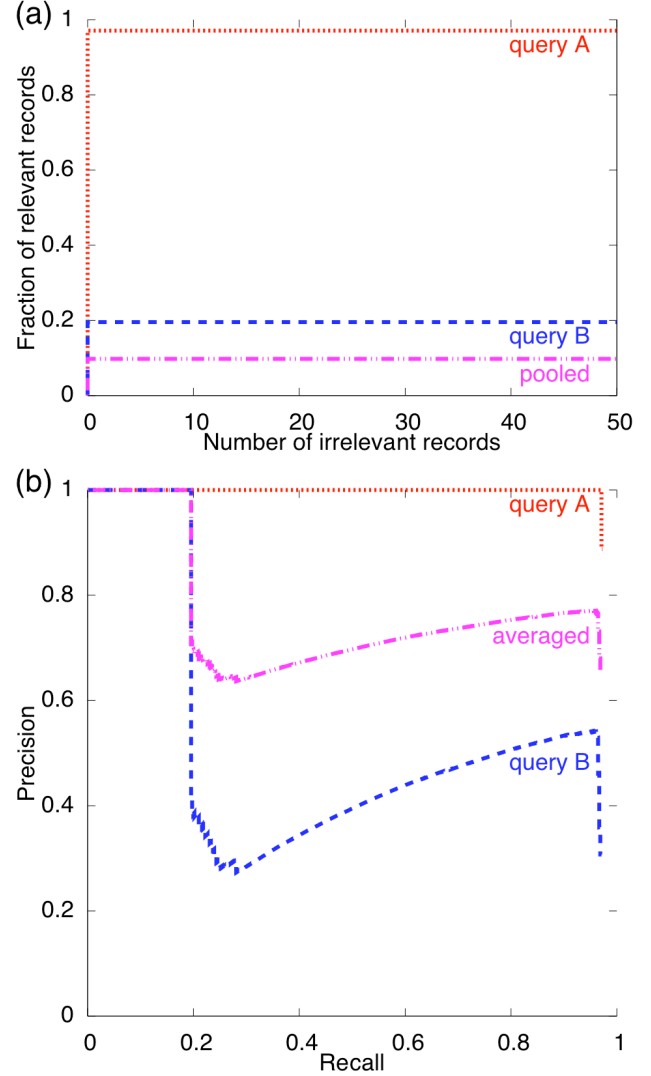 (a)
1
0.8
0.6
0.4
0.2
0
Fraction of relevant records
query A
query B
pooled
0 10 20 30 40 50
Number of irrelevant records
(b)
1
0.8
0.6
0.4
0.2
0
Precision
query A
averaged
query B
0 0.2 0.4 0.6 0.8 1
Recall